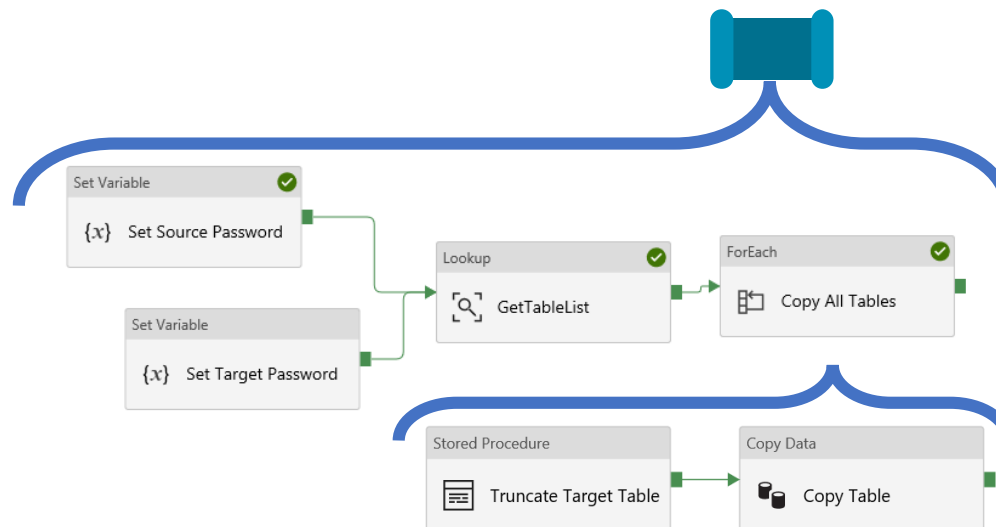 Set Variable
{x} Set Source Password
Lookup
GetTableList
ForEach
Copy All Tables
Set Variable
{x} Set Target Password
Stored Procedure
Truncate Target Table
Copy Data
Copy Table